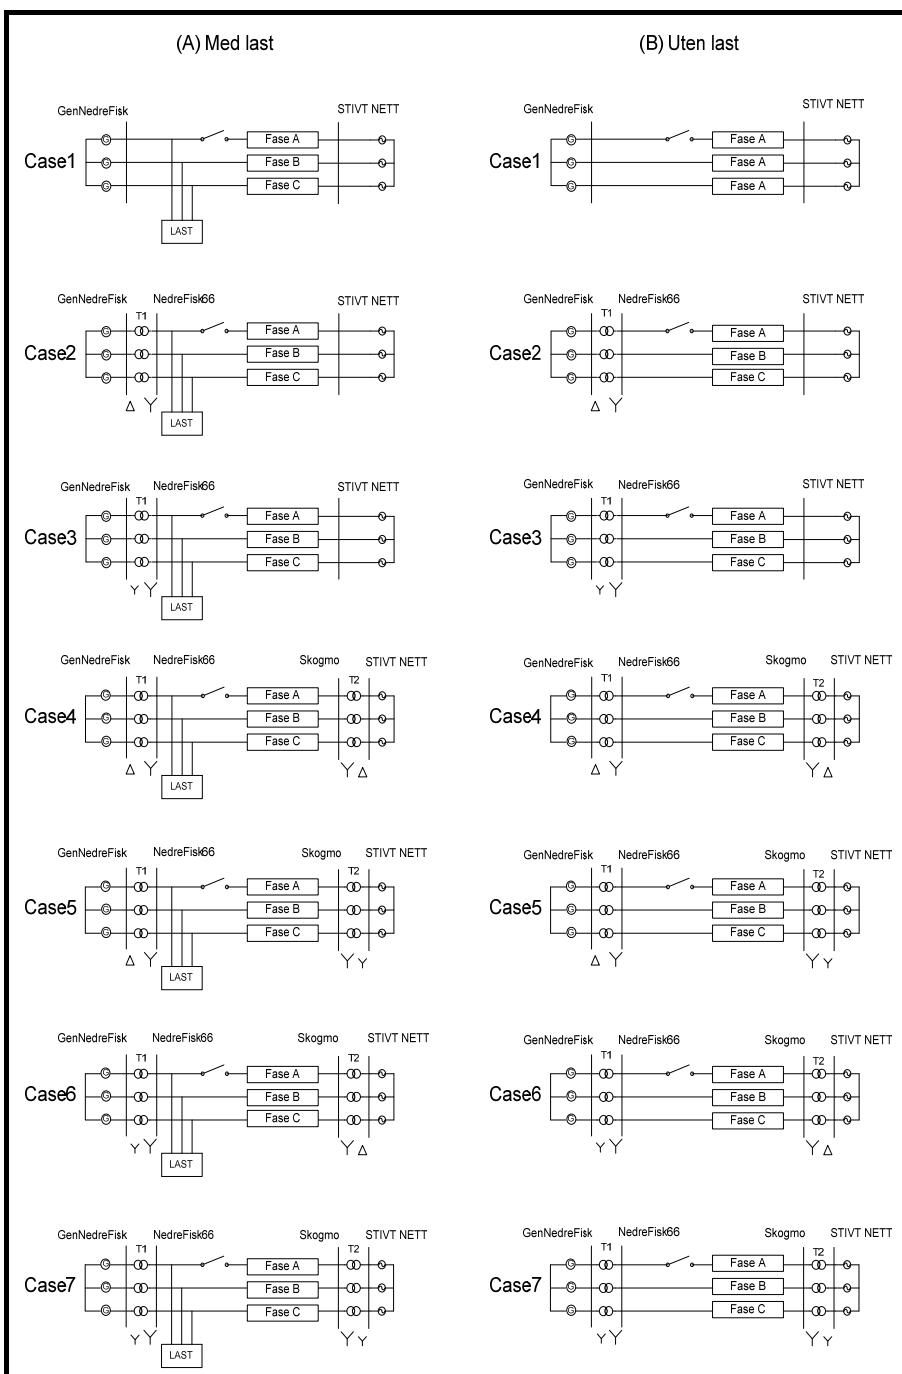 (A) Med last
(B) Uten last
GenNedreFisk
STIVT NETT
Case1
G
Fase A
G
Fase B
G
Fase C
LAST
GenNedreFisk
STIVT NETT
Case1
G
Fase A
G
Fase A
G
Fase A
GenNedreFisk NedreFisk66
STIVT NETT
T1
Case2
G
Fase A
G
Fase B
G
Fase C
Δ Y
LAST
GenNedreFisk NedreFisk66
STIVT NETT
T1
Case2
G
Fase A
G
Fase B
G
Fase C
Δ Y
GenNedreFisk NedreFisk66
STIVT NETT
T1
Case3
G
Fase A
G
Fase B
G
Fase C
Y Y
LAST
GenNedreFisk NedreFisk66
STIVT NETT
T1
Case3
G
Fase A
G
Fase B
G
Fase C
Y Y
GenNedreFisk NedreFisk66
Skogmo STIVT NETT
T1 T2
Case4
G
Fase A
G
Fase B
G
Fase C
Δ Y Y Δ
LAST
GenNedreFisk NedreFisk66
Skogmo STIVT NETT
T1 T2
Case4
G
Fase A
G
Fase B
G
Fase C
Δ Y Y Δ
GenNedreFisk NedreFisk66
Skogmo STIVT NETT
T1 T2
Case5
G
Fase A
G
Fase B
G
Fase C
Δ Y Y Y
LAST
GenNedreFisk NedreFisk66
Skogmo STIVT NETT
T1 T2
Case5
G
Fase A
G
Fase B
G
Fase C
Δ Y Y Y
GenNedreFisk NedreFisk66
Skogmo STIVT NETT
T1 T2
Case6
G
Fase A
G
Fase B
G
Fase C
Y Y Y Δ
LAST
GenNedreFisk NedreFisk66
Skogmo STIVT NETT
T1 T2
Case6
G
Fase A
G
Fase B
G
Fase C
Y Y Y Δ
GenNedreFisk NedreFisk66
Skogmo STIVT NETT
T1 T2
Case7
G
Fase A
G
Fase B
G
Fase C
Y Y Y Y
LAST
GenNedreFisk NedreFisk66
Skogmo STIVT NETT
T1 T2
Case7
G
Fase A
G
Fase B
G
Fase C
Y Y Y Y